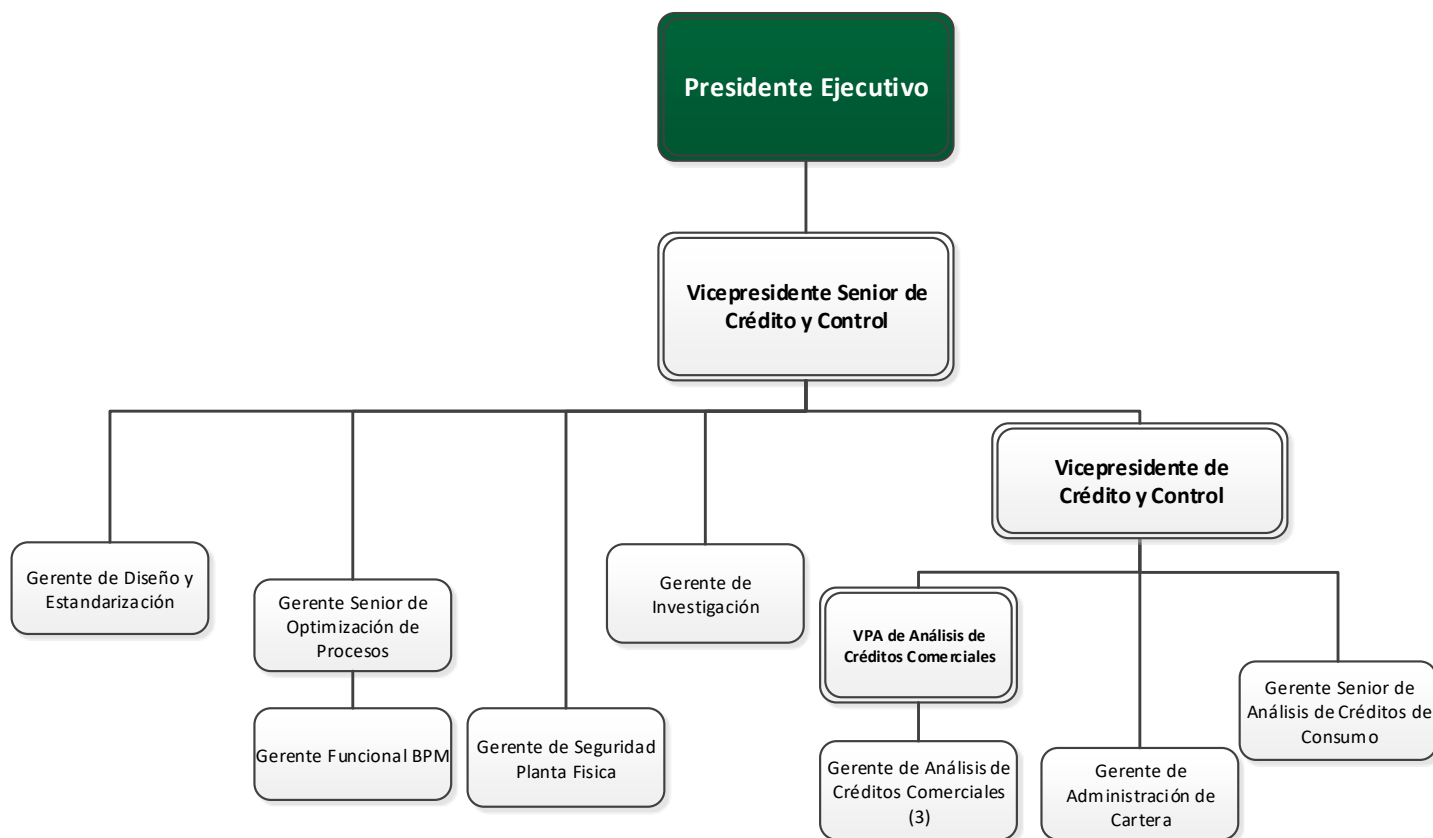 Presidente Ejecutivo
Vicepresidente Senior de
Crédito y Control
Vicepresidente de
Crédito y Control
Gerente de Diseño y
Estandarización
Gerente Senior de
Optimización de
Procesos
Gerente de
Investigación
VPA de Análisis de
Créditos Comerciales
Gerente Senior de
Análisis de Créditos de
Consumo
Gerente Funcional BPM
Gerente de Seguridad
Planta Fisica
Gerente de Análisis de
Créditos Comerciales
(3)
Gerente de
Administración de
Cartera